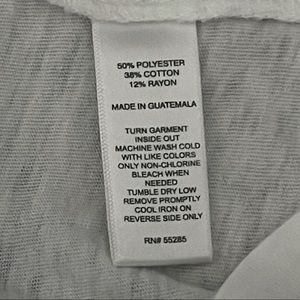 50% POLYESTER
38% COTTON
12% RAYON
MADE IN GUATEMALA
TURN GARMENT
INSIDE OUT
MACHINE WASH COLD
WITH LIKE COLORS
ONLY NON-CHLORINE
BLEACH WHEN
NEEDED
TUMBLE DRY LOW
REMOVE PROMPTLY
COOL IRON ON
REVERSE SIDE ONLY
RN# 55285